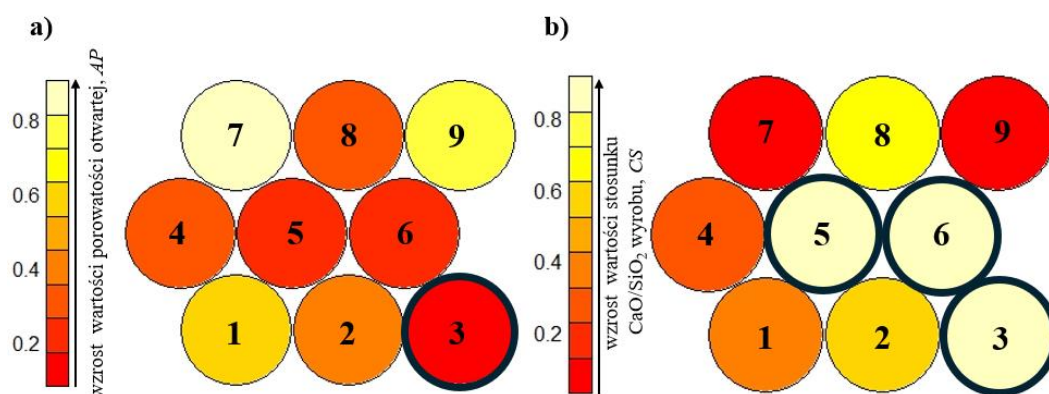 a)
wzrost wartości porowatości otwartej, AP
0.8
0.6
0.4
0.2
7 8 9
4 5 6
1 2 3
b)
wzrost wartości stosunku
CaO/SiO₂ wyrobu, CS
0.8
0.6
0.4
0.2
7 8 9
4 5 6
1 2 3